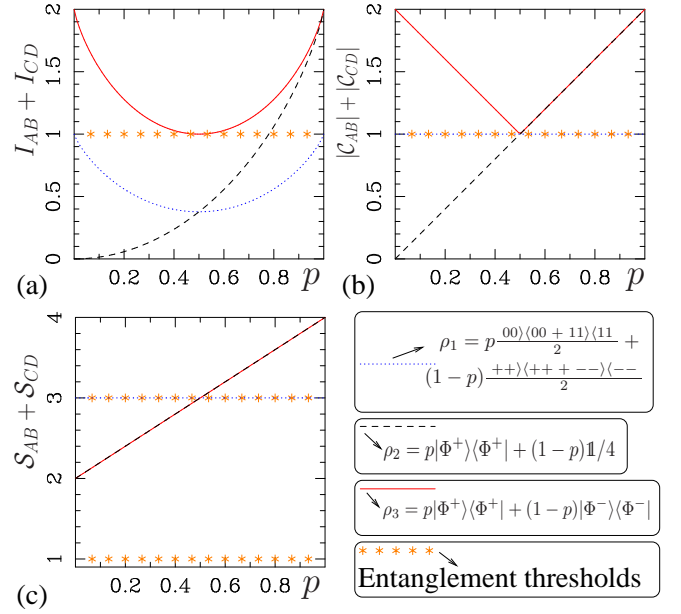 2
1.5
1
0.5
0
I_{AB} + I_{CD}
0.2 0.4 0.6 0.8 p
(a)
2
1.5
1
0.5
0
|𝒞_{AB}| + |𝒞_{CD}|
0.2 0.4 0.6 0.8 p
(b)
4
3
2
1
𝒮_{AB} + 𝒮_{CD}
0.2 0.4 0.6 0.8 p
(c)
ρ₁ = p 00⟩⟨00 + 11⟩⟨11 / 2 +
(1 − p) ++⟩⟨++ + −−⟩⟨−− / 2
ρ₂ = p|Φ⁺⟩⟨Φ⁺| + (1 − p)𝟙/4
ρ₃ = p|Φ⁺⟩⟨Φ⁺| + (1 − p)|Φ⁻⟩⟨Φ⁻|
Entanglement thresholds